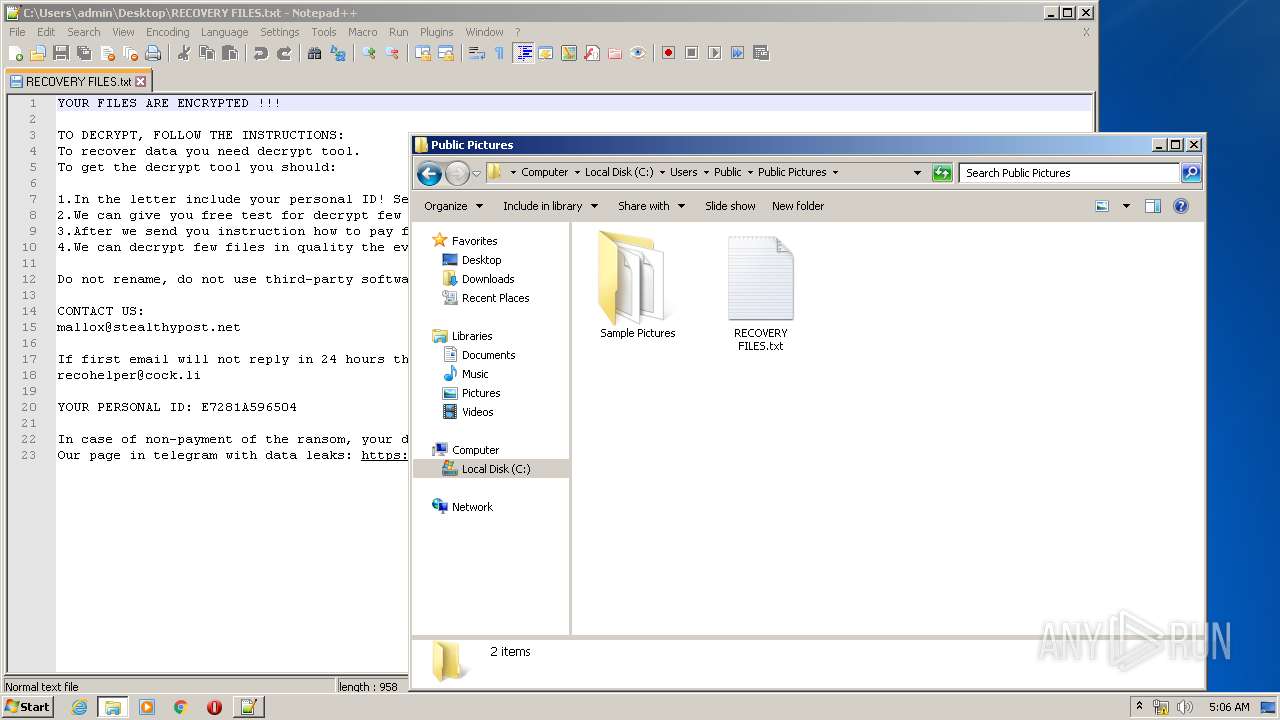 C:\Users\admin\Desktop\RECOVERY FILES.txt - Notepad++
File Edit Search View Encoding Language Settings Tools Macro Run Plugins Window ? X
RECOVERY FILES.txt
1 YOUR FILES ARE ENCRYPTED !!!
2
3 TO DECRYPT, FOLLOW THE INSTRUCTIONS:
4 To recover data you need decrypt tool.
5 To get the decrypt tool you should:
6
7 1.In the letter include your personal ID! Se
8 2.We can give you free test for decrypt few
9 3.After we send you instruction how to pay f
10 4.We can decrypt few files in quality the ev
11
12 Do not rename, do not use third-party softwa
13
14 CONTACT US:
15 mallox@stealthypost.net
16
17 If first email will not reply in 24 hours th
18 recohelper@cock.li
19
20 YOUR PERSONAL ID: E7281A596504
21
22 In case of non-payment of the ransom, your d
23 Our page in telegram with data leaks: https:
Normal text file
length : 958
Public Pictures
Computer Local Disk (C:) Users Public Public Pictures
Search Public Pictures
Organize Include in library Share with Slide show New folder
Favorites
Desktop
Downloads
Recent Places
Libraries
Documents
Music
Pictures
Videos
Computer
Local Disk (C:)
Network
Sample Pictures
RECOVERY
FILES.txt
2 items
ANY RUN
Start
5:06 AM